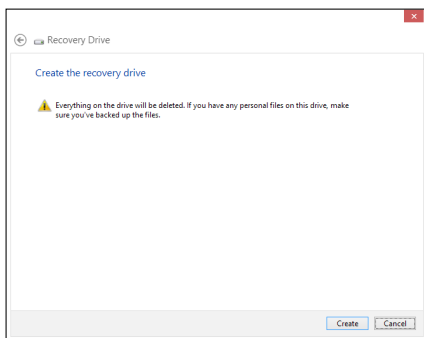 Recovery Drive
Create the recovery drive
Everything on the drive will be deleted. If you have any personal files on this drive, make
sure you've backed up the files.
Create Cancel